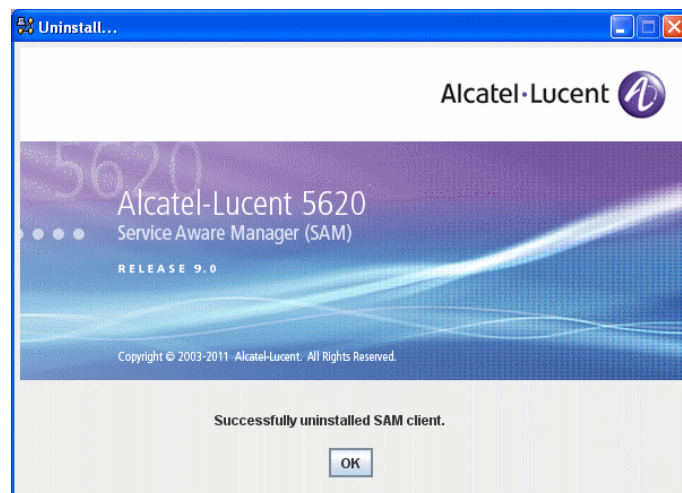 Uninstall...
Alcatel·Lucent
5620
Alcatel-Lucent 5620
Service Aware Manager (SAM)
RELEASE 9.0
Copyright © 2003-2011 Alcatel-Lucent. All Rights Reserved.
Successfully uninstalled SAM client.
OK